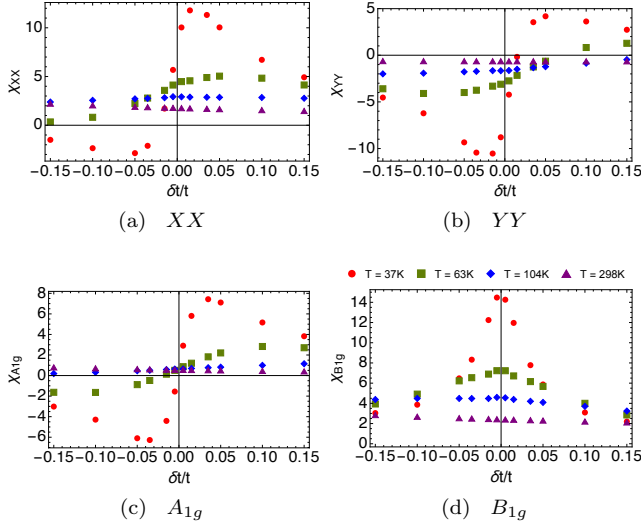 χXX
10
5
0
−0.15 −0.10 −0.05 0.00 0.05 0.10 0.15
δt/t
(a) XX
χYY
5
0
−5
−10
−0.15 −0.10 −0.05 0.00 0.05 0.10 0.15
δt/t
(b) YY
χA1g
8
6
4
2
0
−2
−4
−6
−0.15 −0.10 −0.05 0.00 0.05 0.10 0.15
δt/t
(c) A1g
T = 37K T = 63K T = 104K T = 298K
χB1g
14
12
10
8
6
4
2
−0.15 −0.10 −0.05 0.00 0.05 0.10 0.15
δt/t
(d) B1g